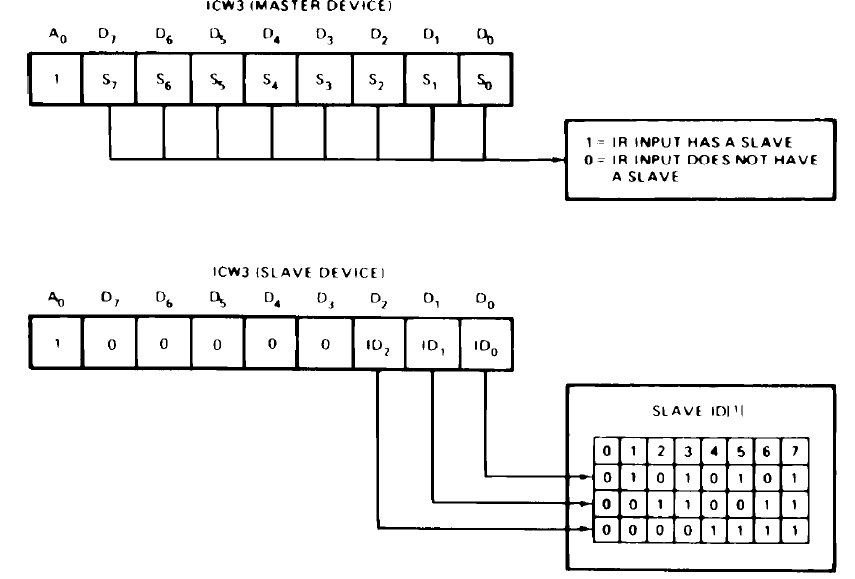 ICW3 (MASTER DEVICE)
A0 D7 D6 D5 D4 D3 D2 D1 D0
1 S7 S6 S5 S4 S3 S2 S1 S0
1 = IR INPUT HAS A SLAVE
0 = IR INPUT DOES NOT HAVE
A SLAVE
ICW3 (SLAVE DEVICE)
A0 D7 D6 D5 D4 D3 D2 D1 D0
1 0 0 0 0 0 ID2 ID1 ID0
SLAVE ID[1]
0 1 2 3 4 5 6 7
0 1 0 1 0 1 0 1
0 0 1 1 0 0 1 1
0 0 0 0 1 1 1 1